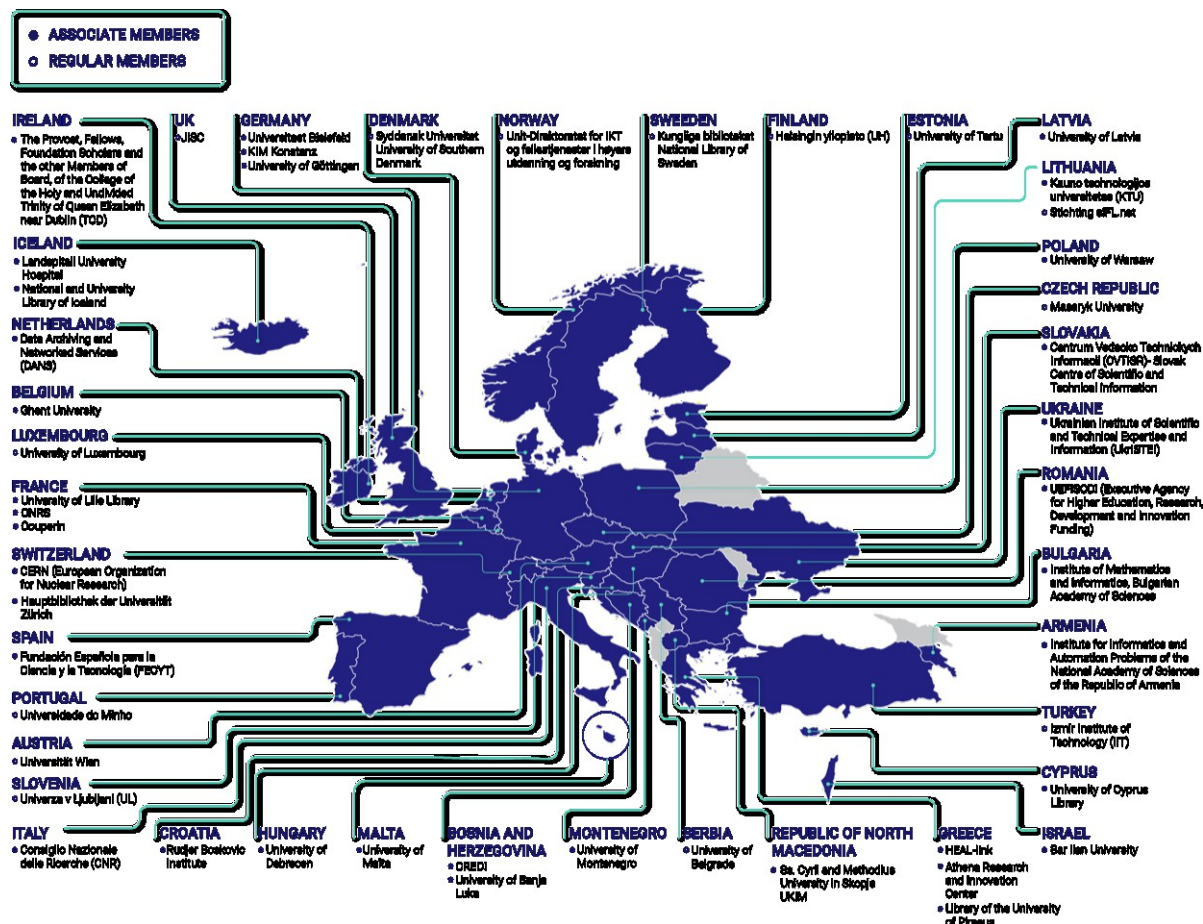 ASSOCIATE MEMBERS
REGULAR MEMBERS
IRELAND
The Provost, Fellows,
Foundation Scholars and
the other Members of
Board, of the College of
the Holy and Undivided
Trinity of Queen Elizabeth
near Dublin (TCD)
UK
JISC
GERMANY
Universiteat Bielefeld
KIM Konstanz
University of Göttingen
DENMARK
Syddansk Universitet
University of Southern
Denmark
NORWAY
Unit-Direktoratet for IKT
og fellestjenester i høyere
utdanning og forskning
SWEDEN
Kungliga biblioteket
National Library of
Sweden
FINLAND
Helsingin yliopisto (UH)
ESTONIA
University of Tartu
LATVIA
University of Latvia
LITHUANIA
Kauno technologijos
universitetas (KTU)
Stichting eIFL.net
ICELAND
Landspitali University
Hospital
National and University
Library of Iceland
POLAND
University of Warsaw
CZECH REPUBLIC
Masaryk University
NETHERLANDS
Data Archiving and
Networked Services
(DANS)
SLOVAKIA
Centrum Vedecko Technickych
Informacii (CVTISR)- Slovak
Centre of Scientific and
Technical Information
BELGIUM
Ghent University
UKRAINE
Ukrainian Institute of Scientific
and Technical Expertise and
Information (UkrISTEI)
LUXEMBOURG
University of Luxembourg
ROMANIA
UEFISCDI (Executive Agency
for Higher Education, Research,
Development and Innovation
Funding)
FRANCE
University of Lille Library
CNRS
Couperin
SWITZERLAND
CERN (European Organization
for Nuclear Research)
Hauptbibliothek der Universität
Zürich
BULGARIA
Institute of Mathematics
and Informatics, Bulgarian
Academy of Sciences
SPAIN
Fundación Española para la
Ciencia y la Tecnología (FECYT)
ARMENIA
Institute for Informatics and
Automation Problems of the
National Academy of Sciences
of the Republic of Armenia
PORTUGAL
Universidade do Minho
TURKEY
Izmir Institute of
Technology (IIT)
AUSTRIA
Universität Wien
CYPRUS
University of Cyprus
Library
SLOVENIA
Univerza v Ljubljani (UL)
ITALY
Consiglio Nazionale
delle Ricerche (CNR)
CROATIA
Rudjer Boskovic
Institute
HUNGARY
University of
Debrecen
MALTA
University of
Malta
BOSNIA AND
HERZEGOVINA
CREDI
University of Banja
Luka
MONTENEGRO
University of
Montenegro
SERBIA
University of
Belgrade
REPUBLIC OF NORTH
MACEDONIA
Ss. Cyril and Methodius
University in Skopje
UKIM
GREECE
HEAL-link
Athena Research
and Innovation
Center
Library of the University
of Piraeus
ISRAEL
Bar Ilan University